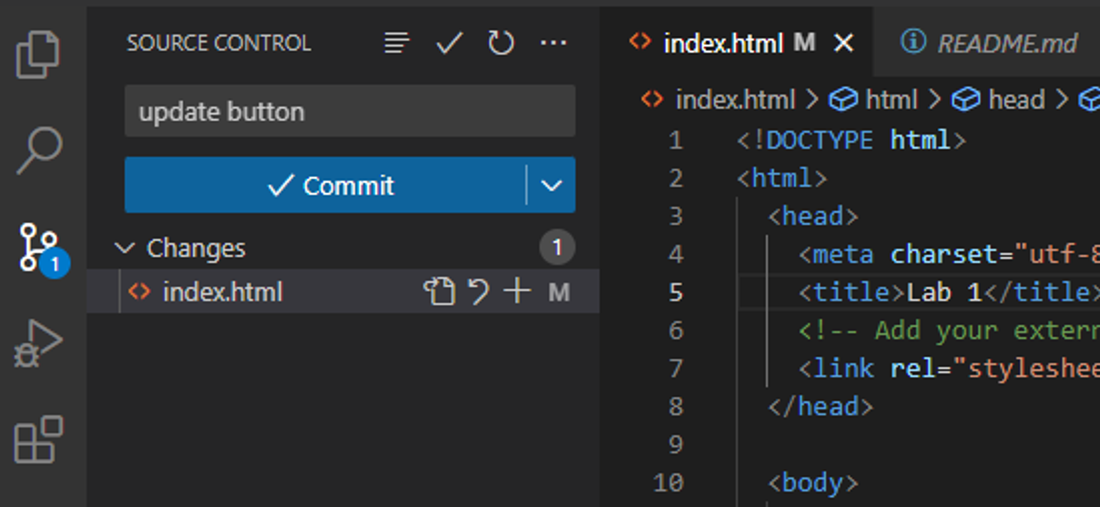 SOURCE CONTROL
update button
Commit
Changes 1
index.html M
1
index.html M
README.md
index.html > html > head >
1 <!DOCTYPE html>
2 <html>
3 <head>
4 <meta charset="utf-8
5 <title>Lab 1</title>
6 <!-- Add your extern
7 <link rel="styleshee
8 </head>
9
10 <body>